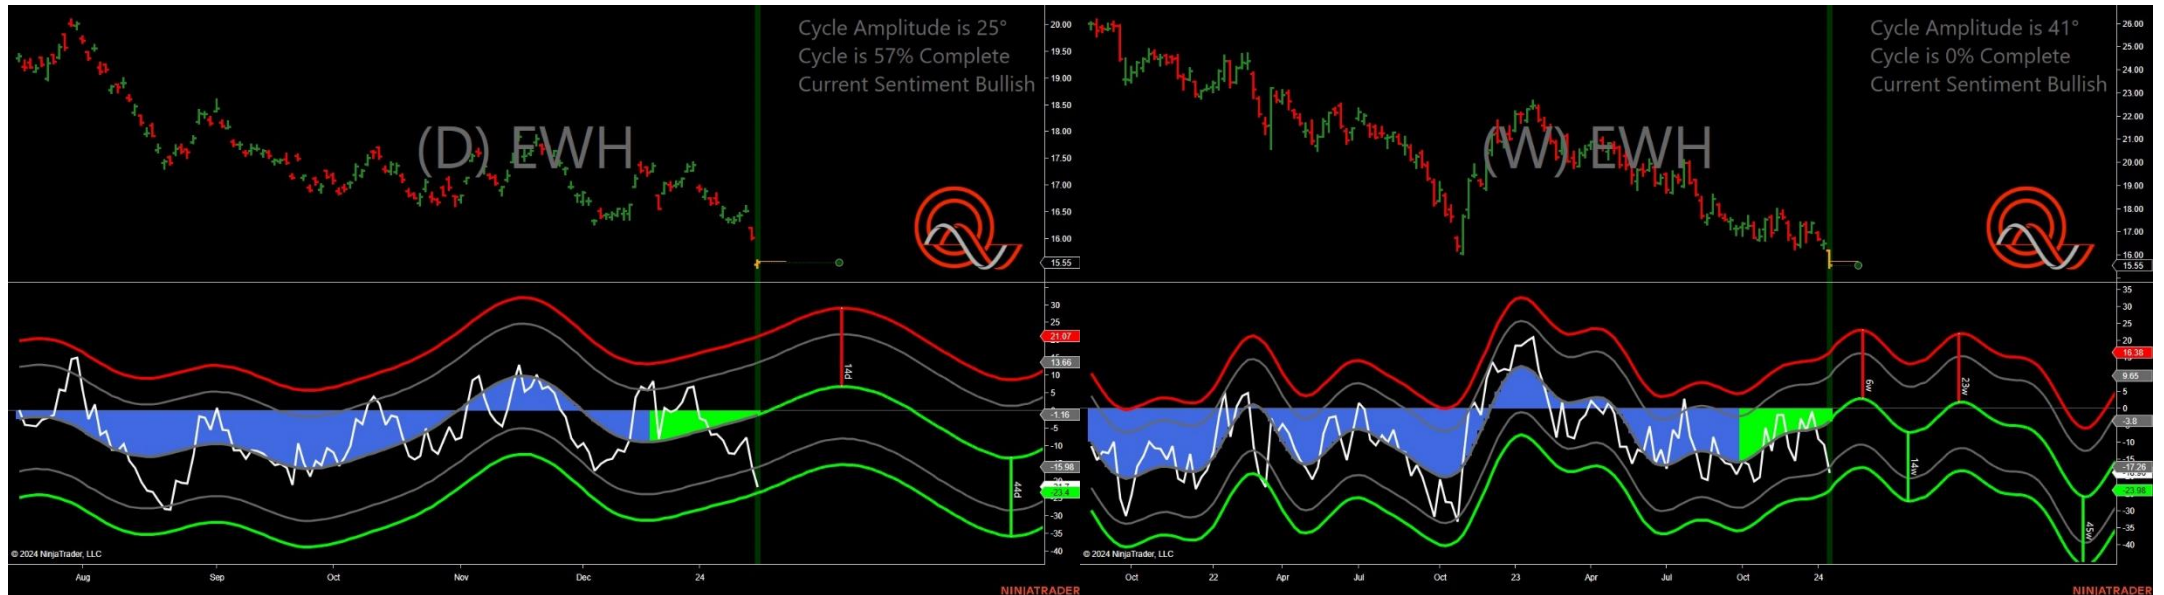 Cycle Amplitude is 25°
Cycle is 57% Complete
Current Sentiment Bullish
(D) EWH
20.00
19.50
19.00
18.50
18.00
17.50
17.00
16.50
16.00
15.55
30
25
21.07
13.66
10
5
0
-1.16
-5
-10
-15.98
-23.4
-30
-35
-40
14d
44d
© 2024 NinjaTrader, LLC
Aug
Sep
Oct
Nov
Dec
24
NINJATRADER
Cycle Amplitude is 41°
Cycle is 0% Complete
Current Sentiment Bullish
(W) EWH
26.00
25.00
24.00
23.00
22.00
21.00
20.00
19.00
18.00
17.00
16.00
15.55
35
30
25
20
16.38
9.65
5
0
-3.8
-10
-15
-17.26
-23.98
-30
-35
-40
6w
23w
14w
45w
© 2024 NinjaTrader, LLC
Oct
22
Apr
Jul
Oct
23
Apr
Jul
Oct
24
NINJATRADER